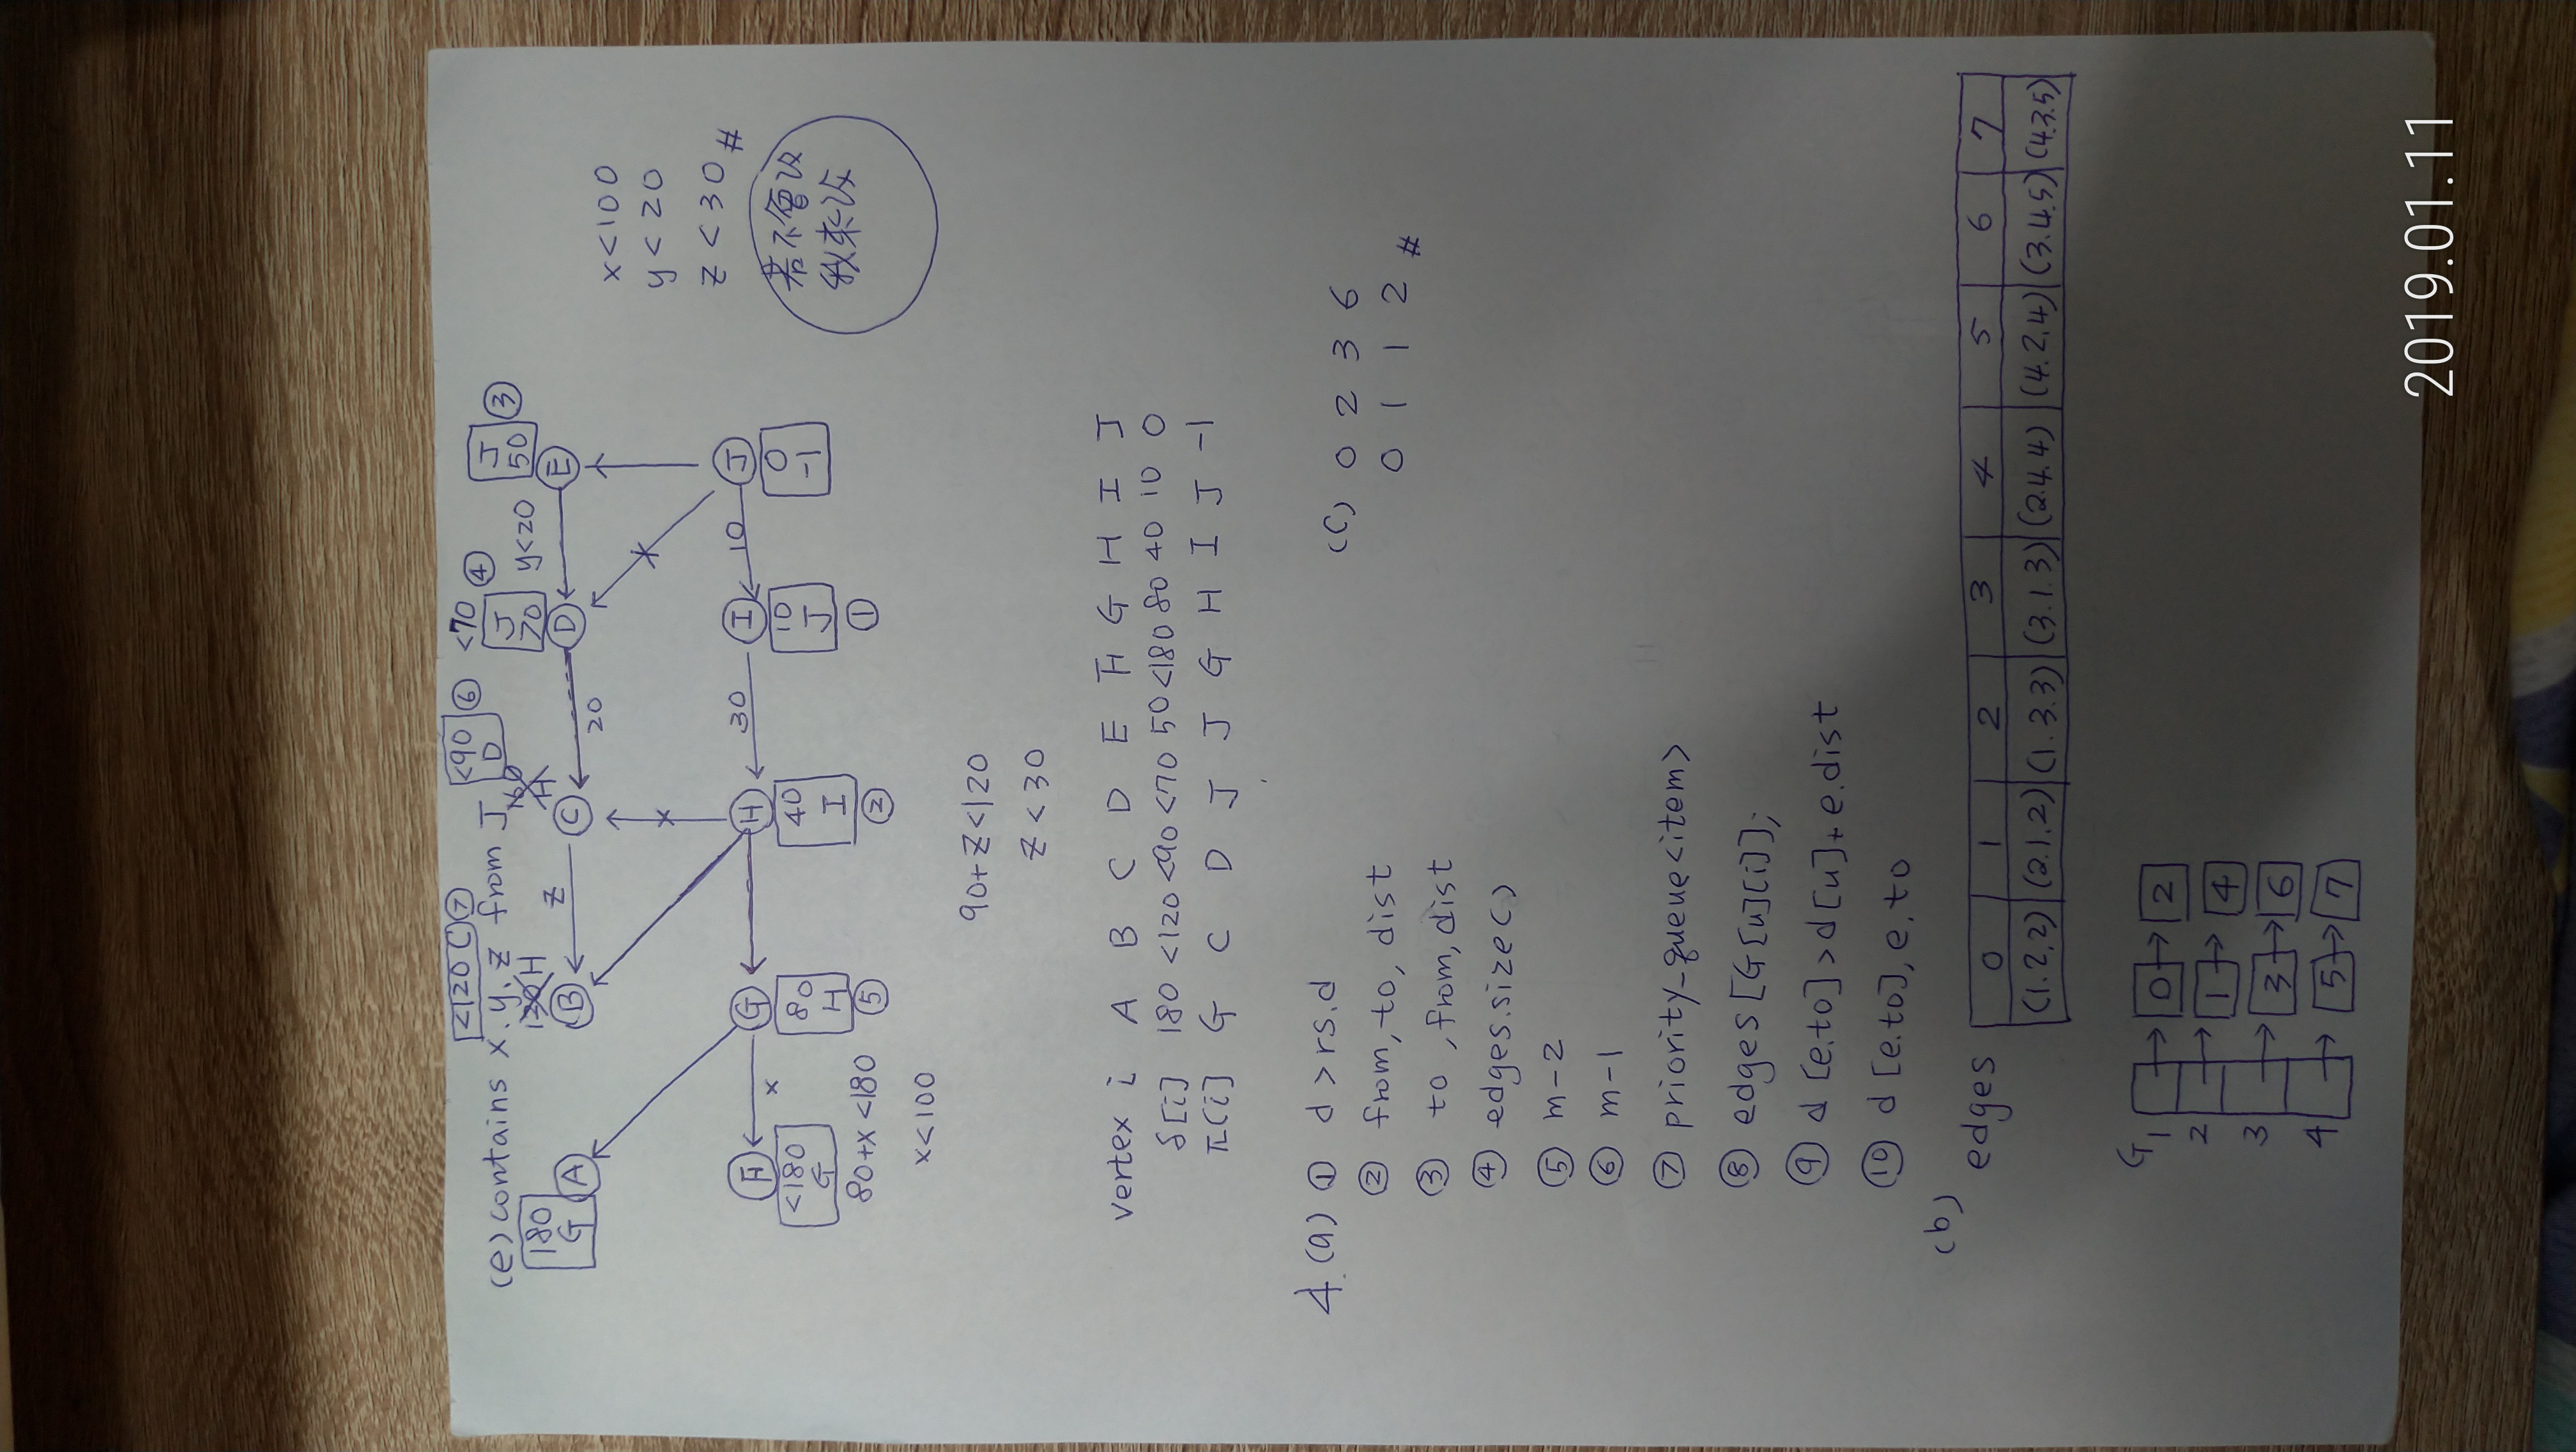 <120 C ⑦
<90 ⑥
D
<70 ④
J
70
J
50 ③
(e) contains x.y.z from J
y<20
180
G A
B
Z
C
20
D
E
x<100
y<20
z<30 #
若不會改
我來改
F
x
G
H
30
I
10
J
<180
G
80
H
40
I
10
J
0
-1
80+x<180
⑤
②
①
x<100
90+z<120
z<30
vertex i A B C D E F G H I J
δ[i] 180 <120 <90 <70 50 <180 80 40 10 0
π[i] G C D J J G H I J -1
4.(a) ① d>rs.d
② from, to, dist
③ to, from, dist
④ edges.size()
⑤ m-2
⑥ m-1
⑦ priority_queue<item>
⑧ edges[G[u][i]];
⑨ d[e.to]>d[u]+e.dist
⑩ d[e.to], e.to
(c) 0 2 3 6
0 1 1 2 #
(b)
edges 0 1 2 3 4 5 6 7
(1.2.2) (2.1.2) (1.3.3) (3.1.3) (2.4.4) (4.2.4) (3.4.5) (4.3.5)
G
1 0 2
2 1 4
3 3 6
4 5 7
2019.01.11